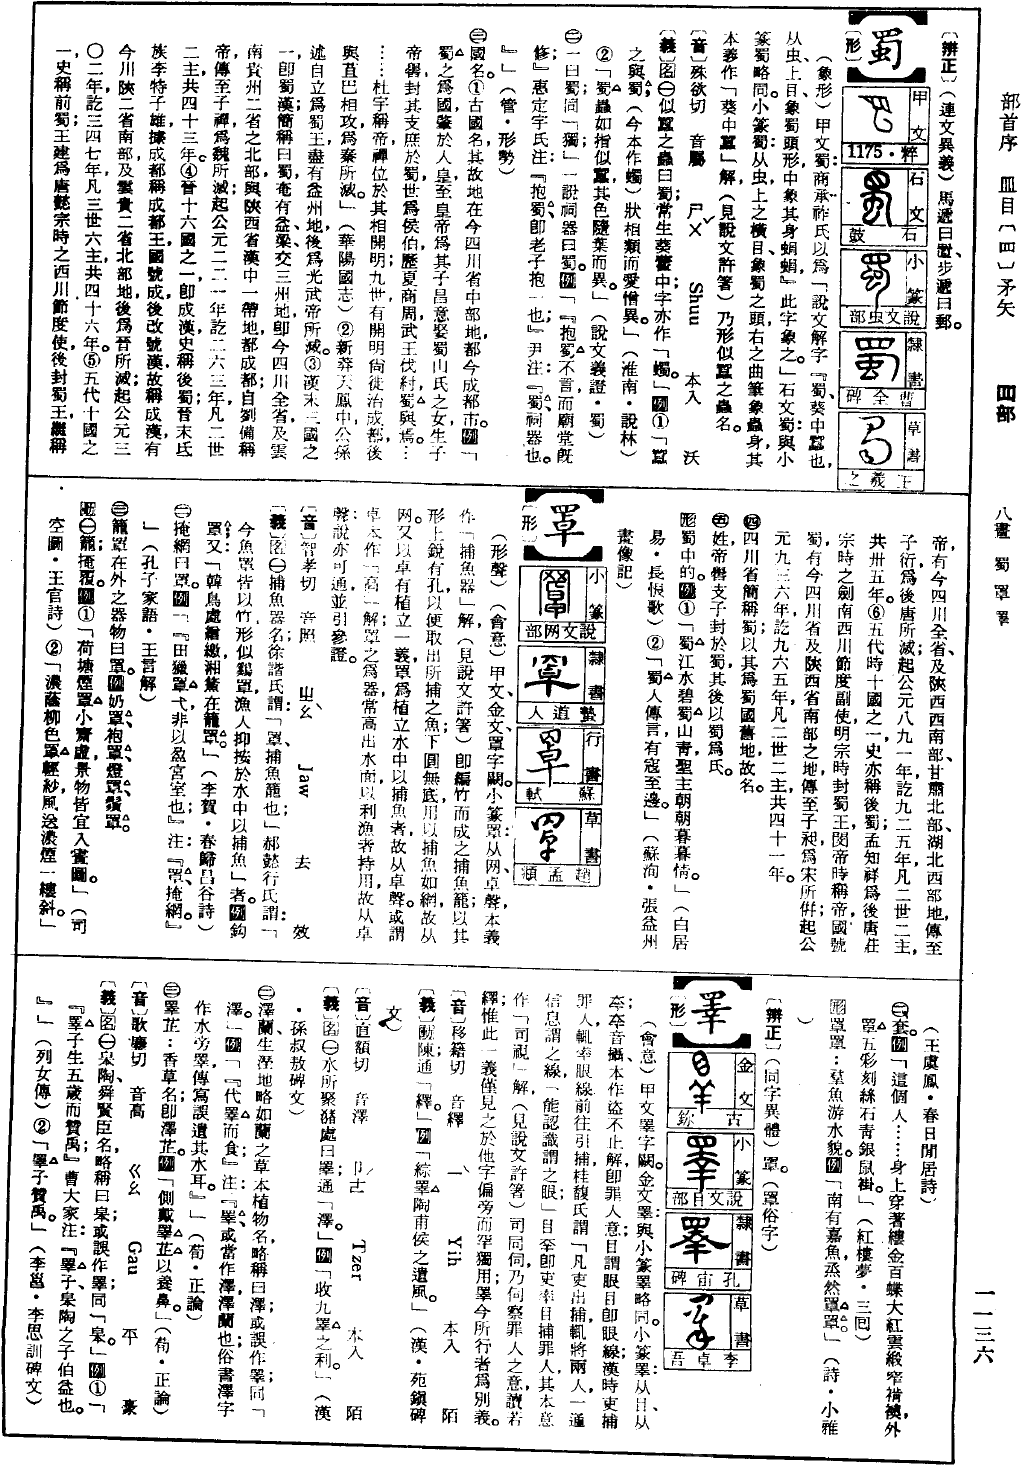 部首序 皿目〔四〕矛矢 四部 八畫 蜀 罩 睪 一一三六
〔辨正〕（連文異義）馬遞曰置，步遞曰郵。
【蜀】
〔形〕
甲文 1175．粹
石文 石鼓
小篆 說文虫部
隸書 曹全碑
草書 王羲之
（象形）甲文蜀，商承祚氏以爲「說文解字『蜀，葵中蠶也，
从虫，上目象蜀頭形，中象其身蜎蜎。』此字象之。」石文蜀與小
篆蜀略同。小篆蜀：从虫，上之橫目，象蜀之頭，右之曲筆象蟲身，其
本義作「葵中蠶」解，（見說文許箸）乃形似蠶之蟲名。
〔音〕殊欲切 音屬 ㄕㄨˊ Shuu 本入 沃
〔義〕名㊀似蠶之蟲曰蜀，常生葵藿中，字亦作「蠋」。例①「蠶
之與蜀（今本作蠋），狀相類而愛憎異。」（淮南・說林）
②「蜀蟲如指似蠶，其色隨葉而異。」（說文義證・蜀）
㊁一曰蜀同「獨」，一說祠器曰蜀。例「『抱蜀不言，而廟堂旣
修』惠定宇氏注：『抱蜀卽老子抱一也。』尹注：『蜀，祠器也。
』」（管・形勢）
㊂國名：①古國名，其故地在今四川省中部地，都今成都市。例「
蜀之爲國，肇於人皇，至皇帝，爲其子昌意娶蜀山氏之女，生子
帝嚳，封其支庶於蜀，世爲侯伯，歷夏商周，武王伐紂，蜀與焉。…
…杜宇稱帝，禪位於其相開明，九世有開明尙，徙治成都，後
與苴巴相攻，爲秦所滅。」（華陽國志）②新莽天鳳中，公孫
述自立爲蜀王，盡有益州地，後爲光武帝所滅。③漢末三國之
一，卽蜀漢，簡稱曰蜀，奄有益梁交三州地，卽今四川全省及雲
南貴州二省之北部，與陝西省漢中一帶地，都成都；自劉備稱
帝，傳至子禪，爲魏所滅；起公元二二一年，訖二六三年，凡二世
二主，共四十三年。④晉十六國之一，卽成漢，史稱後蜀，晉末氐
族李特子雄，據成都稱成都王，國號成，後改號漢，故稱成漢，有
今川陝二省南部及雲貴二省北部地，後爲晉所滅；起公元三
〇二年，訖三四七年，凡三世六主，共四十六年。⑤五代十國之
一，史稱前蜀，王建爲唐懿宗時之西川節度使，後封蜀王，繼稱
帝，有今四川全省及陝西西南部、甘肅北部、湖北西部地，傳至
子衍，爲後唐所滅；起公元八九一年，訖九二五年，凡二世二主，
共卅五年。⑥五代時十國之一，史亦稱後蜀，孟知祥爲後唐莊
宗時之劍南西川節度副使，明宗時封蜀王，閔帝時稱帝，國號
蜀，有今四川省及陝西省南部之地，傳至子昶，爲宋所倂；起公
元九三六年，訖九六五年，凡二世二主，共四十一年。
㊃四川省簡稱蜀，以其爲蜀國舊地，故名。
㊄姓，帝嚳支子封於蜀，其後以蜀爲氏。
形蜀中的。例①「蜀江水碧蜀山靑，聖主朝朝暮暮情。」（白居
易・長恨歌）②「蜀人傳言有寇至邊。」（蘇洵・張益州
畫像記）
【罩】
〔形〕
小篆 說文网部
隸書 鰲道人
行書 蘇軾
草書 趙孟頫
（形聲）（會意）甲文、金文罩字闕。小篆罩：从网卓聲，本義
作「捕魚器」解，（見說文許箸）卽編竹而成之捕魚籠，以其
形上銳有孔以便取出所捕之魚，下圓無底，用以捕魚如網，故从
网。又以卓有植立一義，罩爲植立水中以捕魚者，故从卓聲。或謂
卓本作「高」解，罩之爲器常高出水面，以利漁者持用，故从卓
聲，說亦可通，並引參證。
〔音〕智孝切 音照 ㄓㄠˋ Jaw 去 效
〔義〕名㊀捕魚器名，徐諧氏謂「罩，捕魚籠也」，郝懿行氏謂：「
今魚罩皆以竹，形似鷄罩，漁人抑按於水中以捕魚」者。例「鈎
罩」；又「韓鳥處繒繳，湘儵在籠罩。」（李賀・春歸昌谷詩）
㊁掩網曰罩。例「『田獵罩弋，非以盈宮室也。』注：『罩，掩網。』
」（孔子家語・王言解）
㊂籠罩在外之器物曰罩。例奶罩、袍罩、燈罩、鬚罩。
動㊀籠，掩覆。例①「荷塘煙罩小齋虛，景物皆宜入畫圖。」（司
空圖・王官詩）②「濃蔭柳色罩輕紗，風送濃煙一縷斜。」
（王虞鳳・春日閒居詩）
㊁套。例「這個人……身上穿著縷金百蝶大紅雲緞窄褃襖，外
罩五彩刻絲石靑銀鼠褂。」（紅樓夢・三回）
形罩罩：羣魚游水貌。例「南有嘉魚，烝然罩罩。」（詩・小雅
）
〔辨正〕（同字異體）罩。（罩俗字）
【睪】
〔形〕
金文 古鉥
小篆 說文目部
隸書 孔宙碑
草書 李卓吾
（會意）甲文睪字闕。金文睪與小篆睪略同。小篆睪：从目从
㚔，㚔音攝，本作盜不止解，卽罪人意，目謂眼目，卽眼線，漢時吏捕
罪人輒㚔眼線前往引捕，桂馥氏謂「凡吏出捕，輒將兩人，一通
信息謂之線，一能認識謂之眼。」目㚔卽吏率目捕罪人，其本意
作「司視」解，（見說文許箸）司同伺，乃伺察罪人之意，讀若
繹，惟此一義僅見之於他字偏旁，而罕獨用，睪今所行者爲別義。
〔音〕移籍切 音繹 ㄧˋ Yih 本入 陌
〔義〕動陳，通「繹」。例「綜睪陶甫侯之遺風。」（漢・苑鎭碑
文）
〔音〕直額切 音澤 ㄗㄜˊ Tzer 本入 陌
〔義〕名㊀水所聚豬處曰睪，通「澤」。例「收九睪之利。」（漢
・孫叔敖碑文）
㊁澤蘭，生溼地略如蘭之草本植物名，略稱曰澤，或誤作睪，同「
澤」。例「『代睪而食』注：『睪或當作澤，澤蘭也，俗書澤字
作水旁睪，傳寫誤遺其水耳。』」（荀・正論）
㊂睪芷：香草名，卽澤芷。例「側戴睪芷以養鼻。」（荀・正論）
〔音〕歌鏖切 音高 ㄍㄠ Gau 平 豪
〔義〕名㊀皋陶，舜賢臣名，略稱曰皋，或誤作睪，同「皋」。例①「
『睪子生五歲而贊禹』曹大家注：『睪子，皋陶之子伯益也。
』」（列女傳）②「睪子贊禹。」（李邕・李思訓碑文）